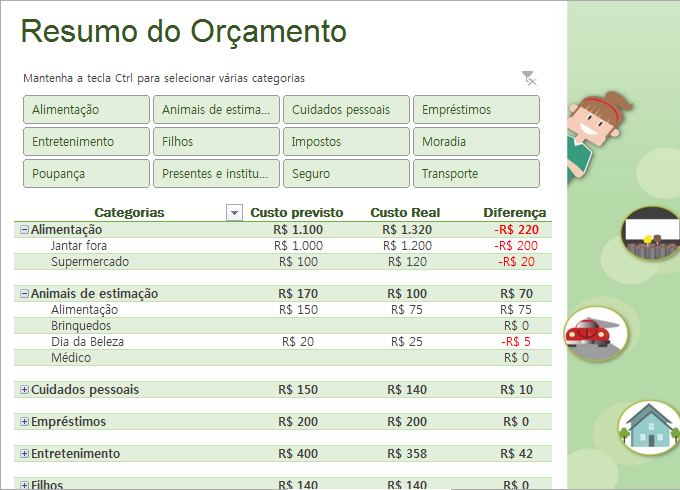 Resumo do Orçamento
Mantenha a tecla Ctrl para selecionar várias categorias
Alimentação Animais de estima... Cuidados pessoais Empréstimos
Entretenimento Filhos Impostos Moradia
Poupança Presentes e institu... Seguro Transporte
Categorias Custo previsto Custo Real Diferença
Alimentação R$ 1.100 R$ 1.320 -R$ 220
Jantar fora R$ 1.000 R$ 1.200 -R$ 200
Supermercado R$ 100 R$ 120 -R$ 20
Animais de estimação R$ 170 R$ 100 R$ 70
Alimentação R$ 150 R$ 75 R$ 75
Brinquedos R$ 0
Dia da Beleza R$ 20 R$ 25 -R$ 5
Médico R$ 0
Cuidados pessoais R$ 150 R$ 140 R$ 10
Empréstimos R$ 200 R$ 200 R$ 0
Entretenimento R$ 400 R$ 358 R$ 42
Filhos R$ 140 R$ 140 R$ 0